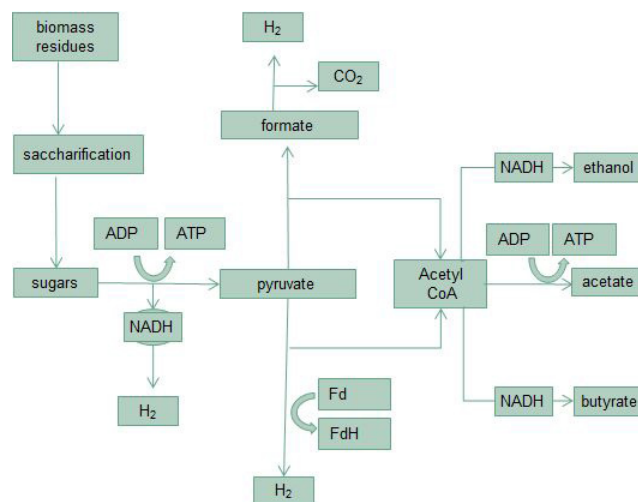 biomass
residues
H₂
CO₂
formate
saccharification
NADH
ethanol
ADP
ATP
ADP
ATP
sugars
pyruvate
Acetyl
CoA
acetate
NADH
H₂
Fd
FdH
NADH
butyrate
H₂